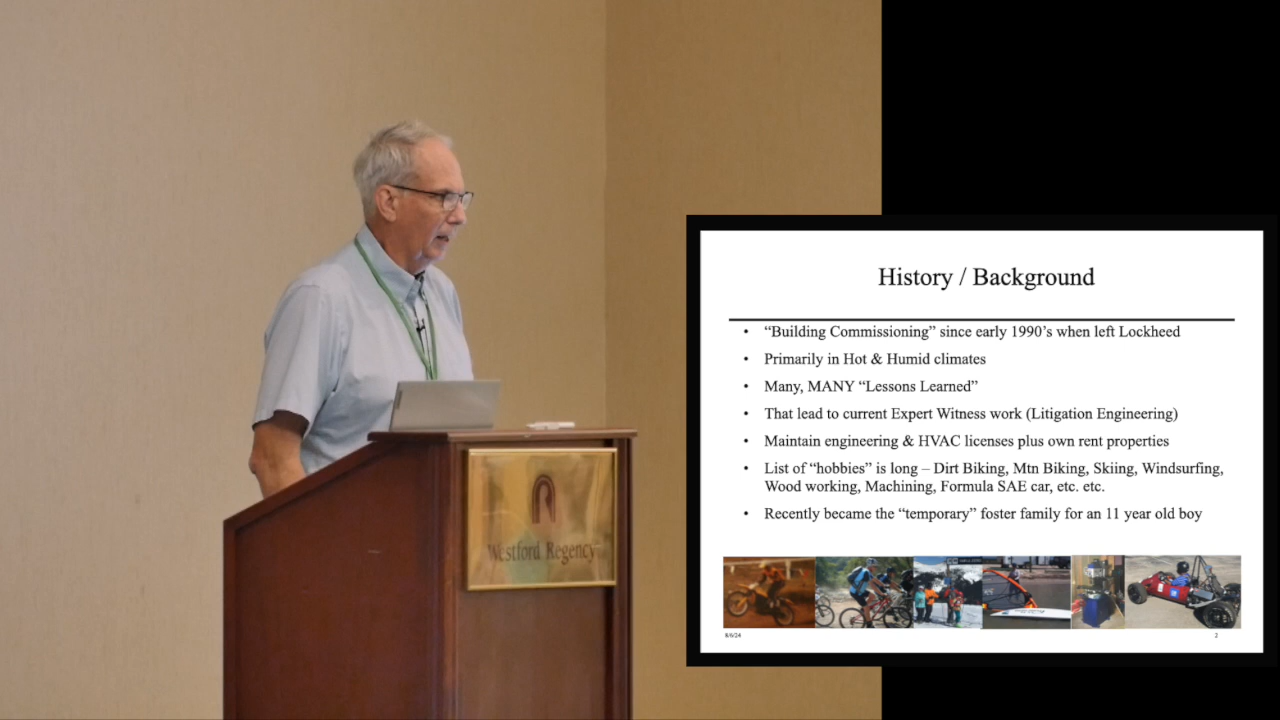 Westford Regency
History / Background
• “Building Commissioning” since early 1990’s when left Lockheed
• Primarily in Hot & Humid climates
• Many, MANY “Lessons Learned”
• That lead to current Expert Witness work (Litigation Engineering)
• Maintain engineering & HVAC licenses plus own rent properties
• List of “hobbies” is long – Dirt Biking, Mtn Biking, Skiing, Windsurfing,
Wood working, Machining, Formula SAE car, etc. etc.
• Recently became the “temporary” foster family for an 11 year old boy
8/6/24
2